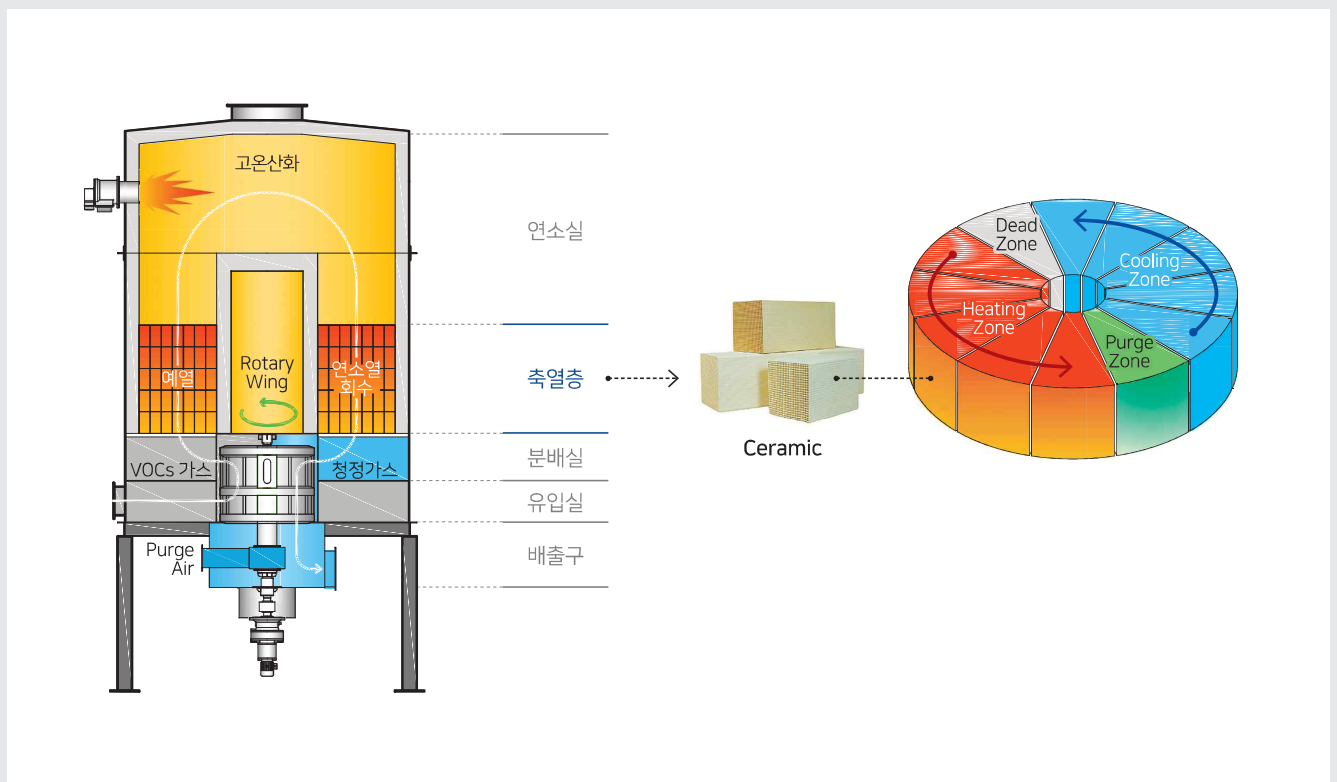 고온산화
연소실
예열
Rotary
Wing
연소열
회수
축열층
VOCs 가스
청정가스
분배실
유입실
Purge
Air
배출구
Ceramic
Dead
Zone
Cooling
Zone
Heating
Zone
Purge
Zone